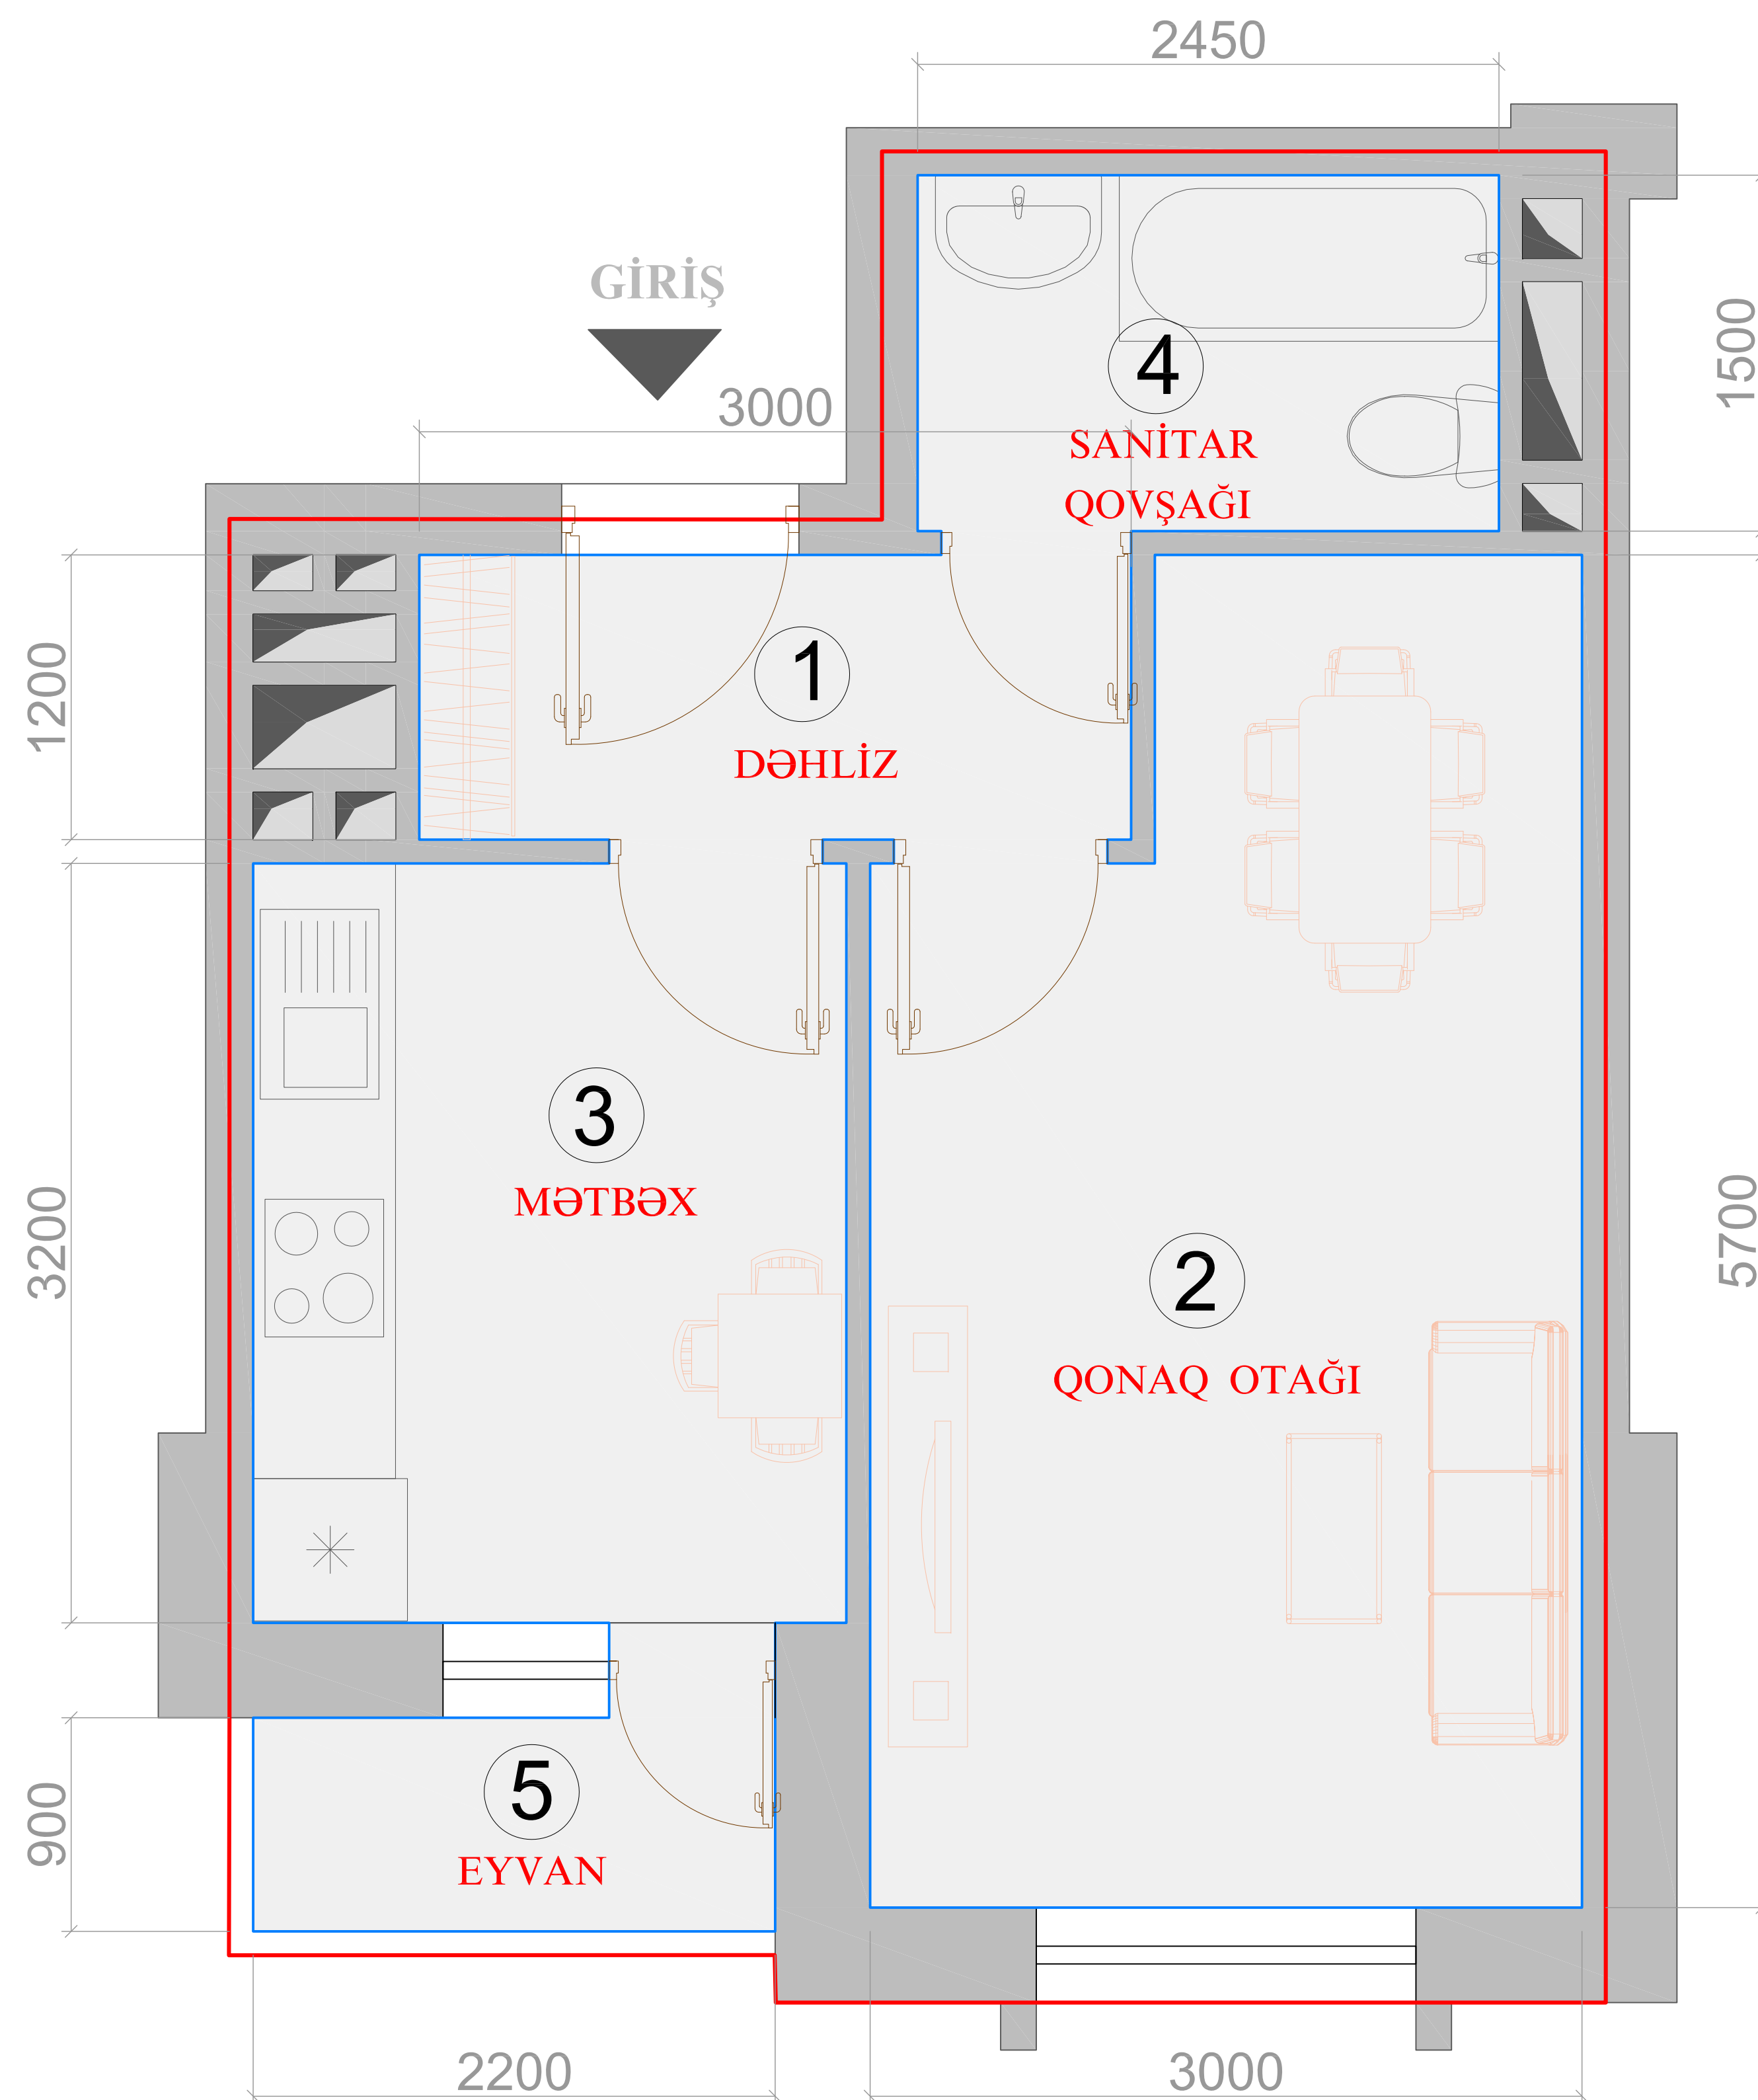 2450
GİRİŞ
3000
4
SANİTAR
QOVŞAĞI
1500
1200
1
DƏHLİZ
3
MƏTBƏX
3200
2
QONAQ OTAĞI
5700
5
EYVAN
900
2200
3000